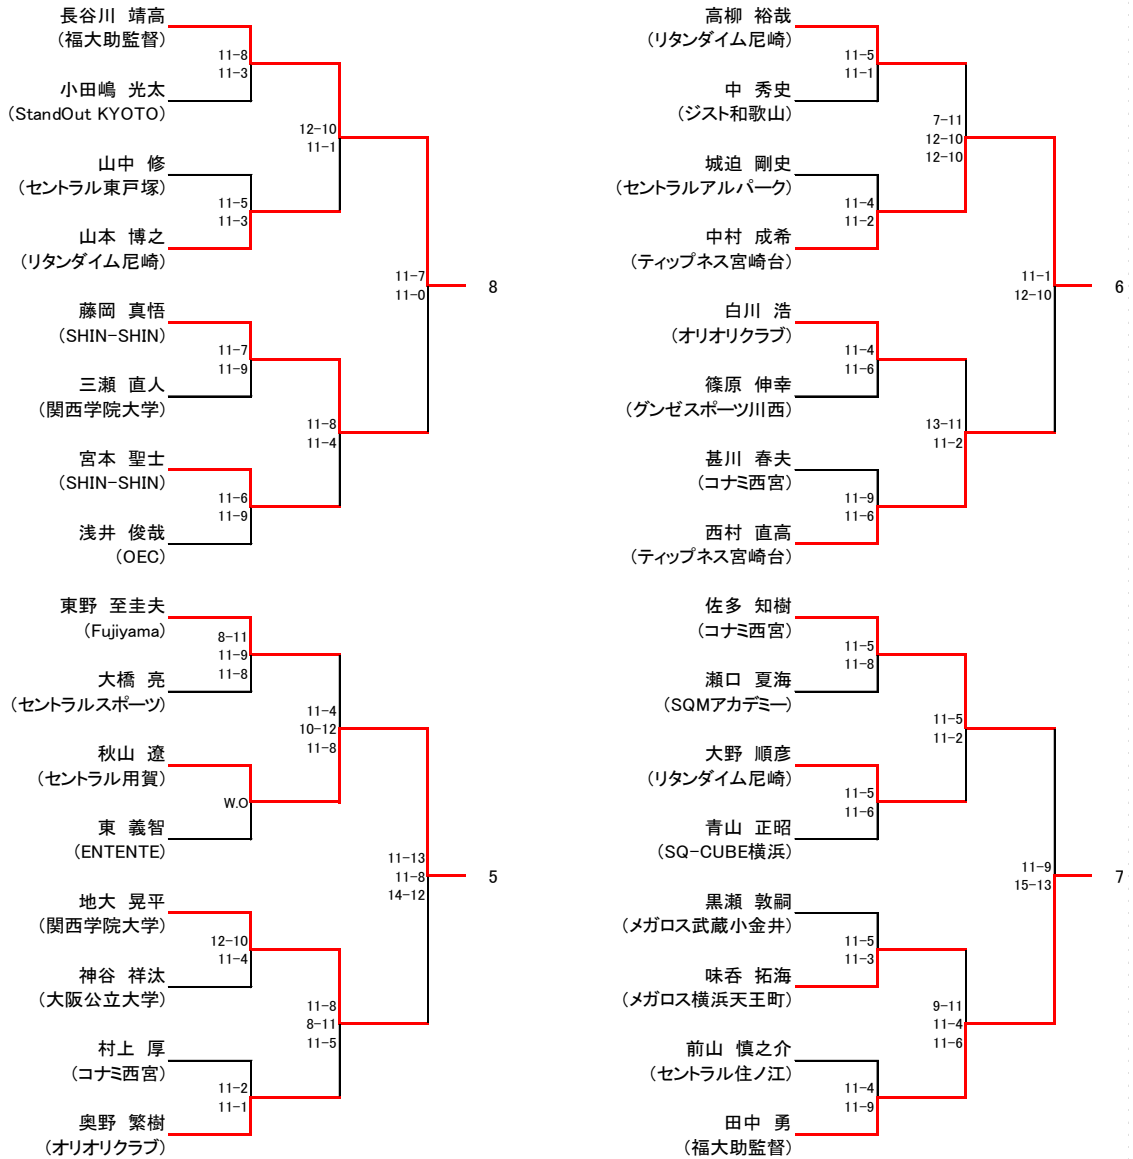 長谷川 靖高
(福大助監督)
11-8
11-3
小田嶋 光太
(StandOut KYOTO)
12-10
11-1
山中 修
(セントラル東戸塚)
11-5
11-3
山本 博之
(リタンダイム尼崎)
11-7
11-0
8
藤岡 真悟
(SHIN-SHIN)
11-7
11-9
三瀬 直人
(関西学院大学)
11-8
11-4
宮本 聖士
(SHIN-SHIN)
11-6
11-9
浅井 俊哉
(OEC)
東野 至圭夫
(Fujiyama)
8-11
11-9
11-8
大橋 亮
(セントラルスポーツ)
11-4
10-12
11-8
秋山 遼
(セントラル用賀)
W.O
東 義智
(ENTENTE)
11-13
11-8
14-12
5
地大 晃平
(関西学院大学)
12-10
11-4
神谷 祥汰
(大阪公立大学)
11-8
8-11
11-5
村上 厚
(コナミ西宮)
11-2
11-1
奥野 繁樹
(オリオリクラブ)
高柳 裕哉
(リタンダイム尼崎)
11-5
11-1
中 秀史
(ジスト和歌山)
7-11
12-10
12-10
城迫 剛史
(セントラルアルパーク)
11-4
11-2
中村 成希
(ティップネス宮崎台)
11-1
12-10
6
白川 浩
(オリオリクラブ)
11-4
11-6
篠原 伸幸
(グンゼスポーツ川西)
13-11
11-2
甚川 春夫
(コナミ西宮)
11-9
11-6
西村 直高
(ティップネス宮崎台)
佐多 知樹
(コナミ西宮)
11-5
11-8
瀬口 夏海
(SQMアカデミー)
11-5
11-2
大野 順彦
(リタンダイム尼崎)
11-5
11-6
青山 正昭
(SQ-CUBE横浜)
11-9
15-13
7
黒瀬 敦嗣
(メガロス武蔵小金井)
11-5
11-3
味呑 拓海
(メガロス横浜天王町)
9-11
11-4
11-6
前山 慎之介
(セントラル住ノ江)
11-4
11-9
田中 勇
(福大助監督)